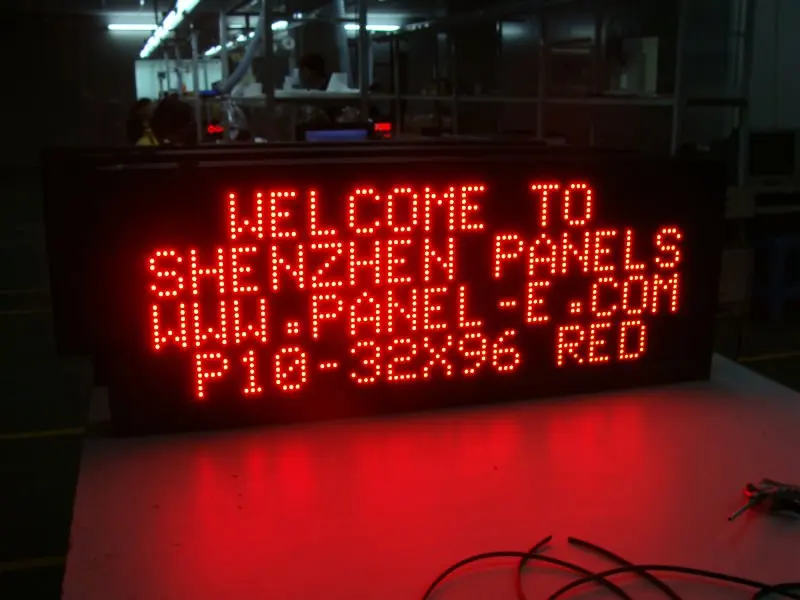 WELCOME TO
SHENZHEN PANELS
WWW.PANEL-E.COM
P10-32X96 RED